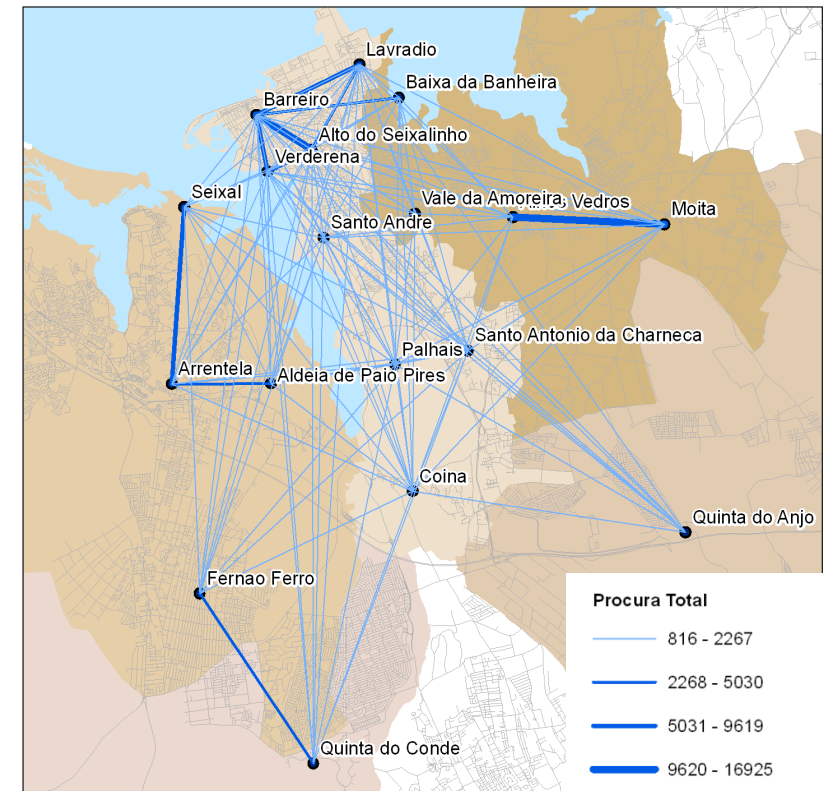 Lavradio
Baixa da Banheira
Barreiro
Alto do Seixalinho
Verderena
Seixal
Vale da Amoreira
Vedros
Santo Andre
Moita
Santo Antonio da Charneca
Palhais
Arrentela
Aldeia de Paio Pires
Coina
Quinta do Anjo
Fernao Ferro
Quinta do Conde
Procura Total
816 - 2267
2268 - 5030
5031 - 9619
9620 - 16925